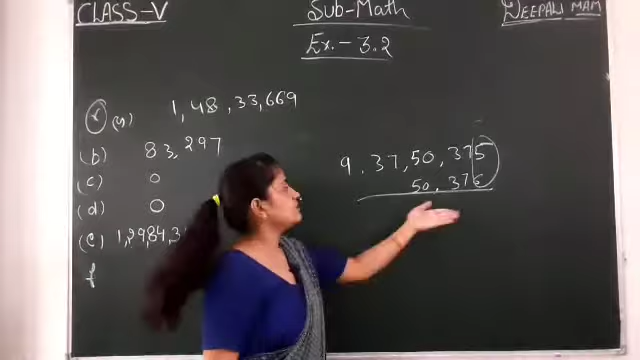 CLASS-V
Sub-Math
DEEPALI MAM
Ex.-3.2
(a) 1,48,33,669
(b) 83,297
(c) 0
(d) 0
(e) 1,29,84,3
f
9,37,50,375
50,375